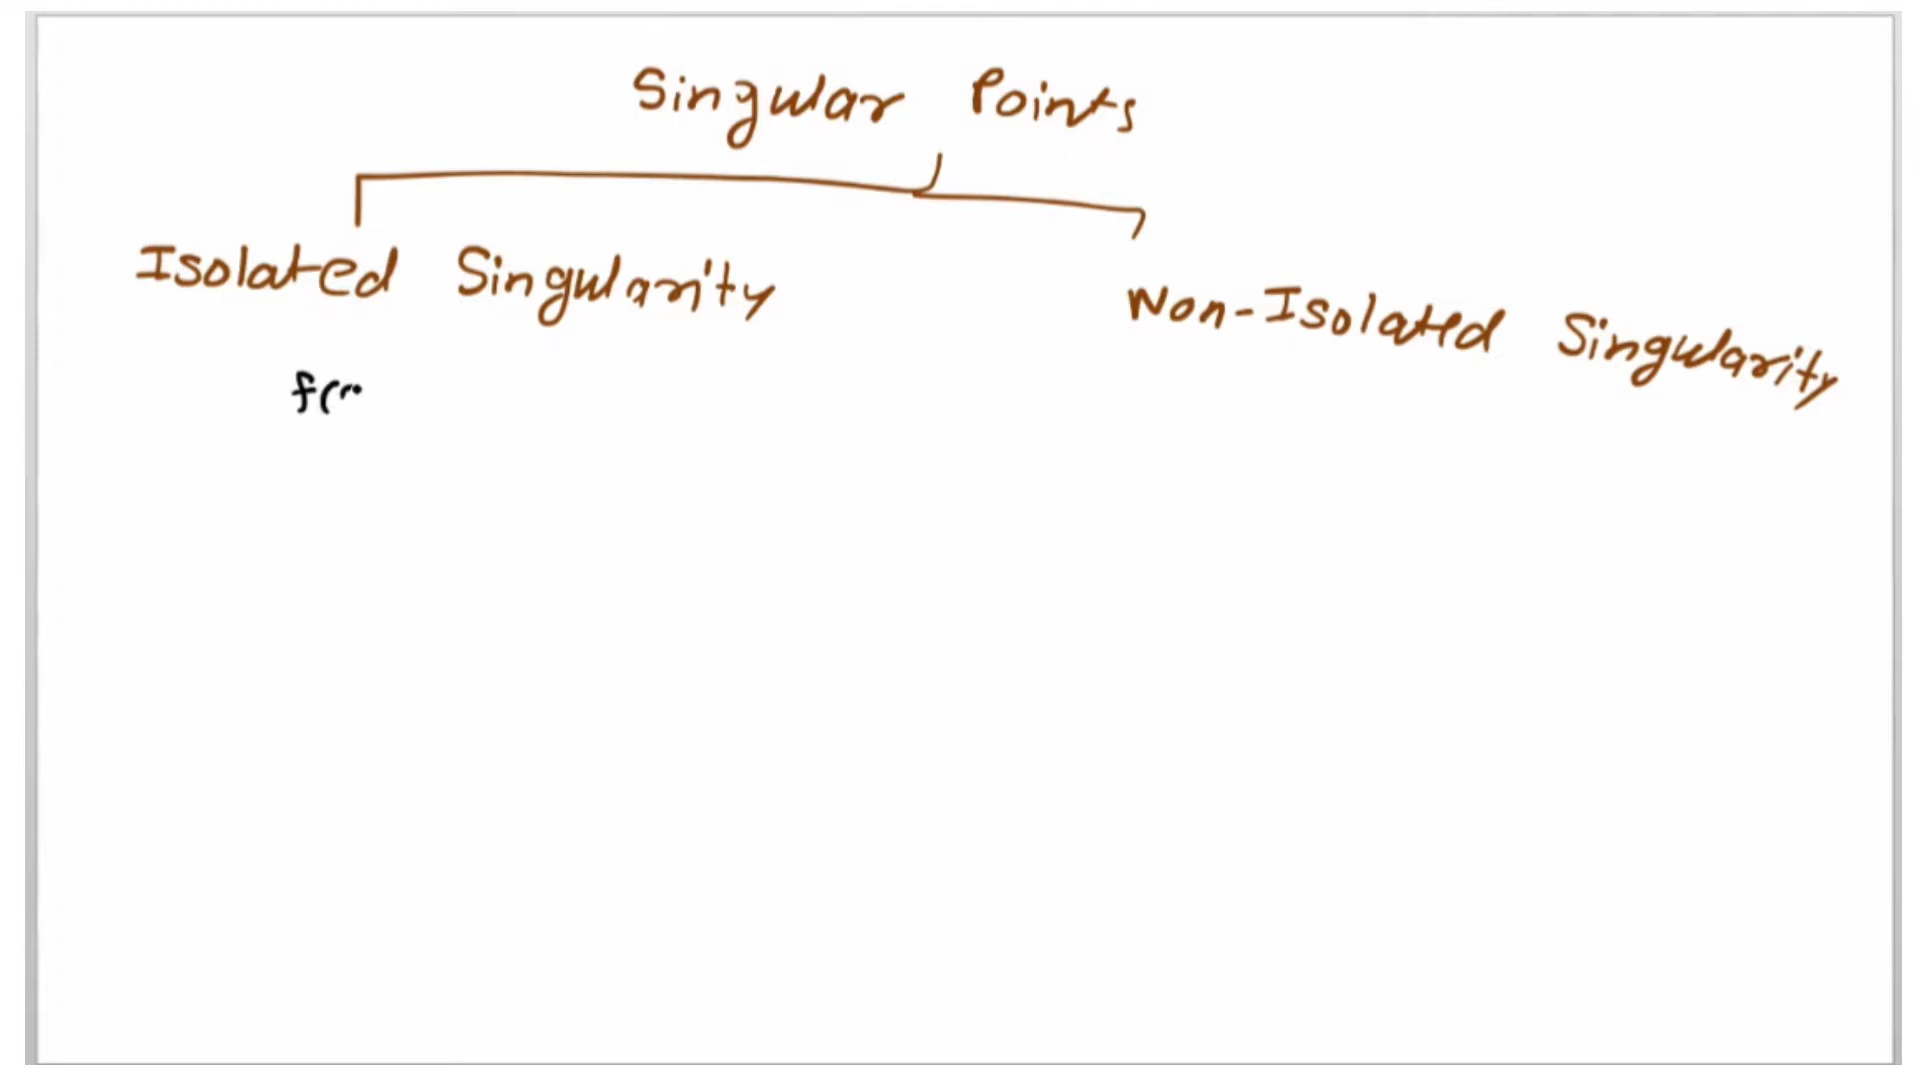 Singular Points
Isolated Singularity
Non-Isolated Singularity
f(